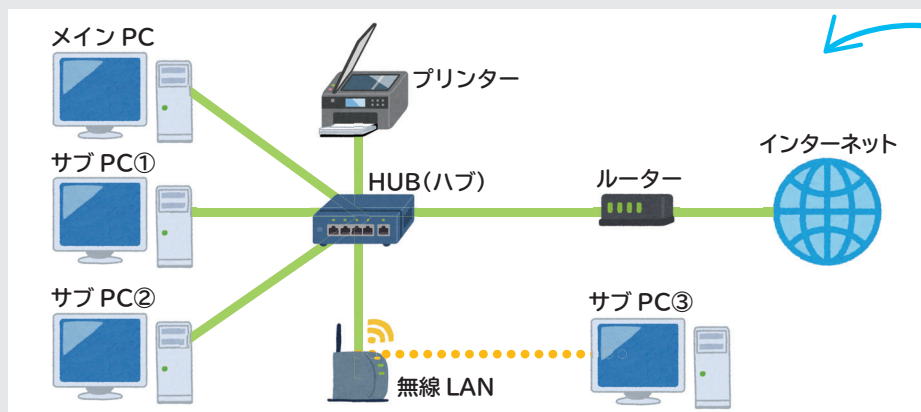 メイン PC
プリンター
サブ PC①
HUB(ハブ)
ルーター
インターネット
サブ PC②
サブ PC③
無線 LAN